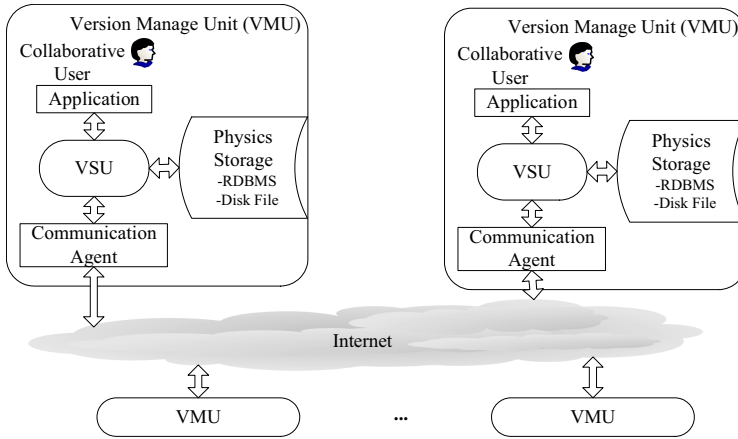 Version Manage Unit (VMU)
Collaborative
User
Application
VSU
Physics
Storage
-RDBMS
-Disk File
Communication
Agent
Version Manage Unit (VMU)
Collaborative
User
Application
VSU
Physics
Storage
-RDBMS
-Disk File
Communication
Agent
Internet
VMU
...
VMU